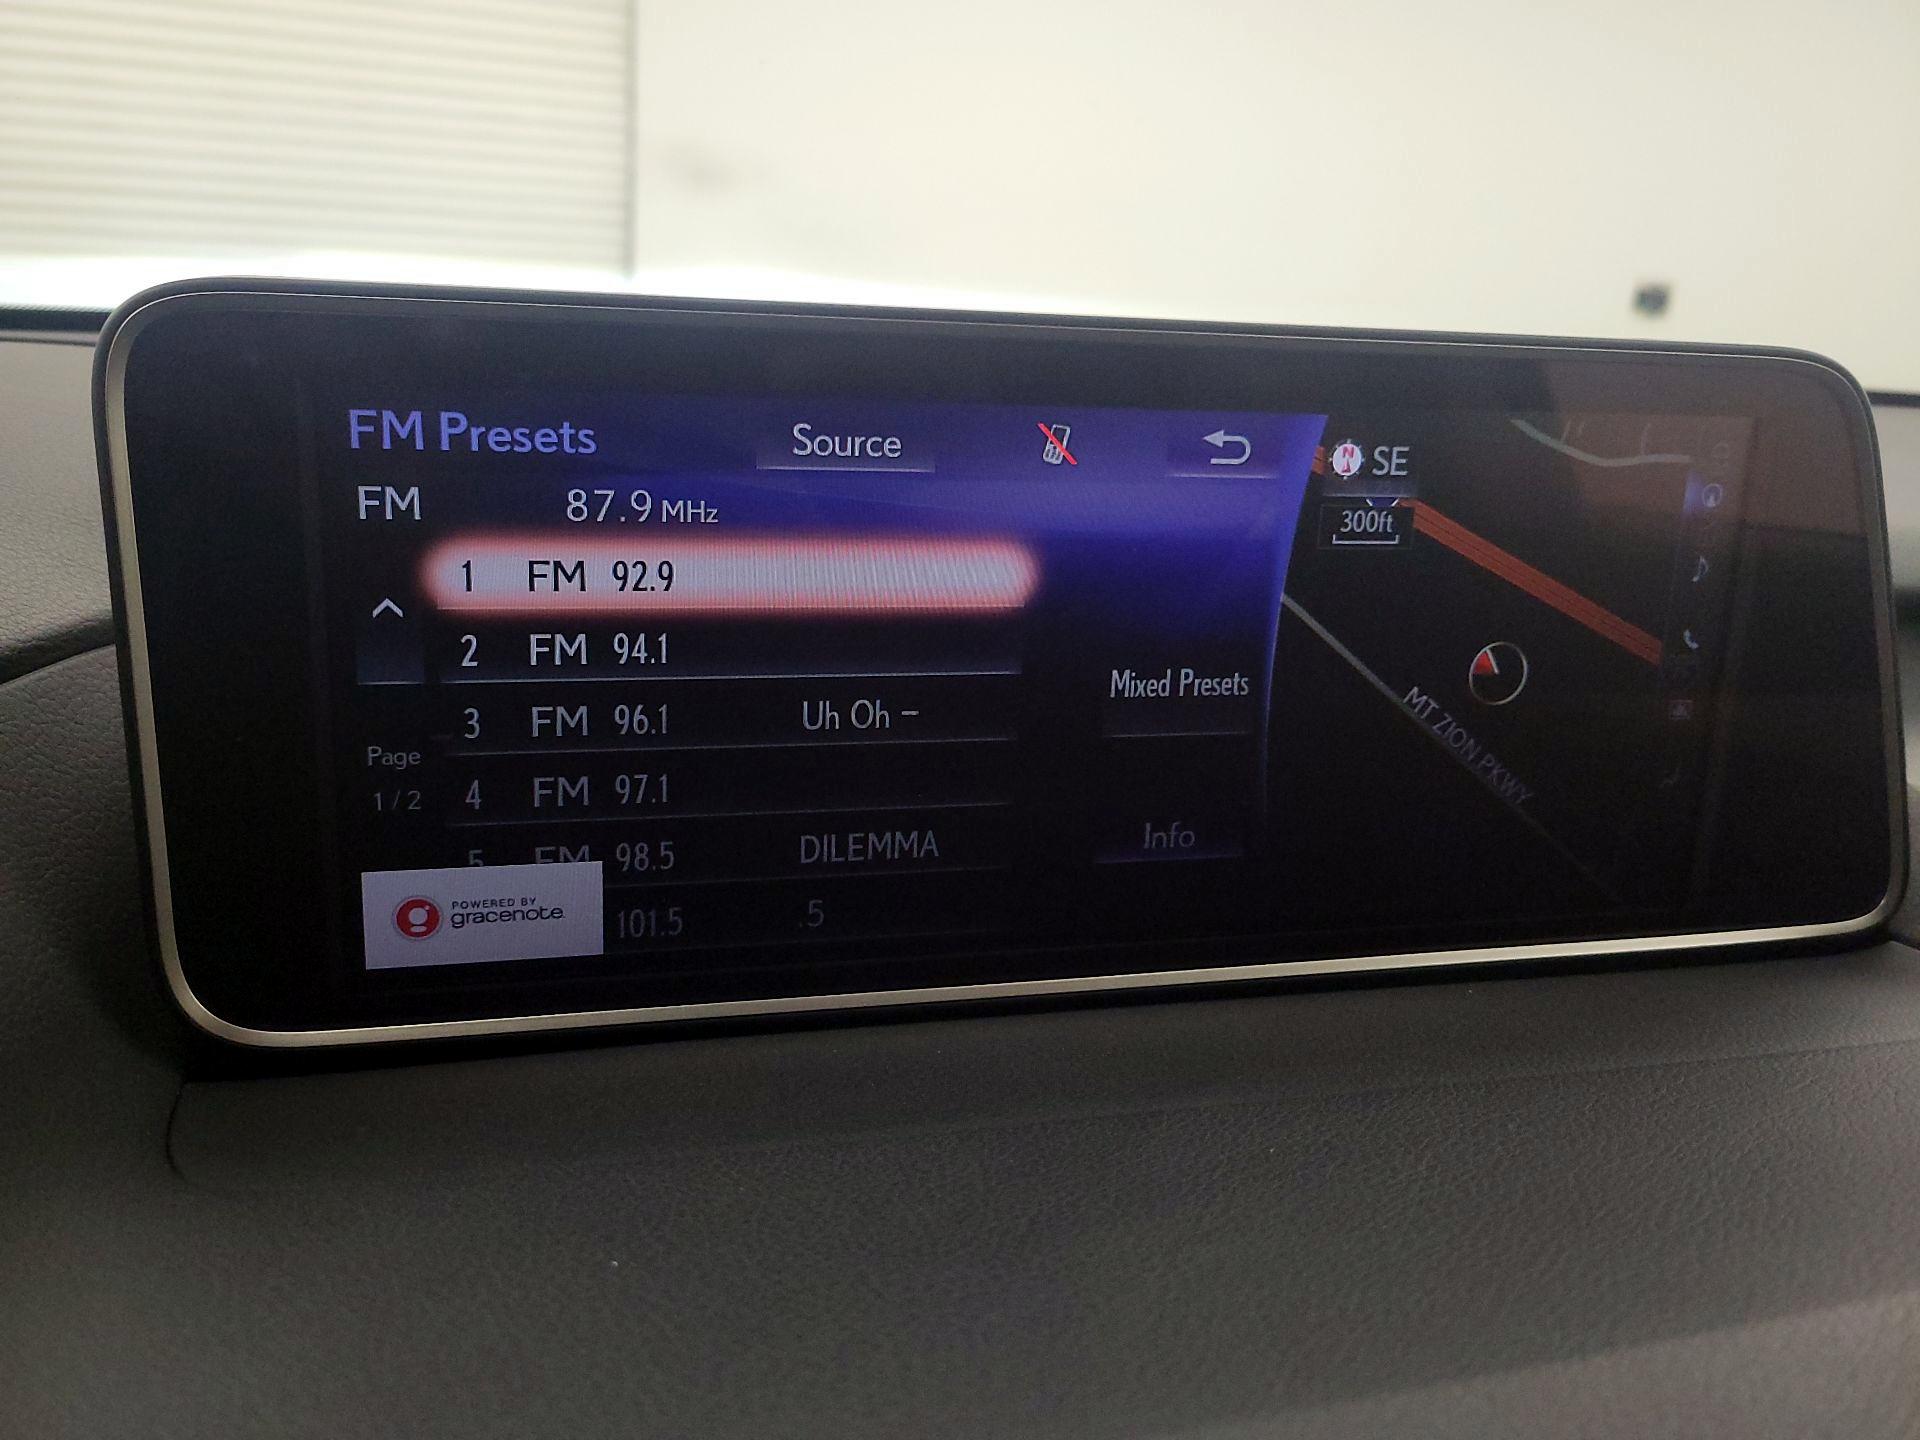 FM Presets Source
FM 87.9 MHz
1 FM 92.9
2 FM 94.1
3 FM 96.1 Uh Oh –
4 FM 97.1
5 FM 98.5 DILEMMA
101.5 .5
Page
1 / 2
POWERED BY
gracenote
Mixed Presets
Info
N SE
300ft
MT ZION PKWY